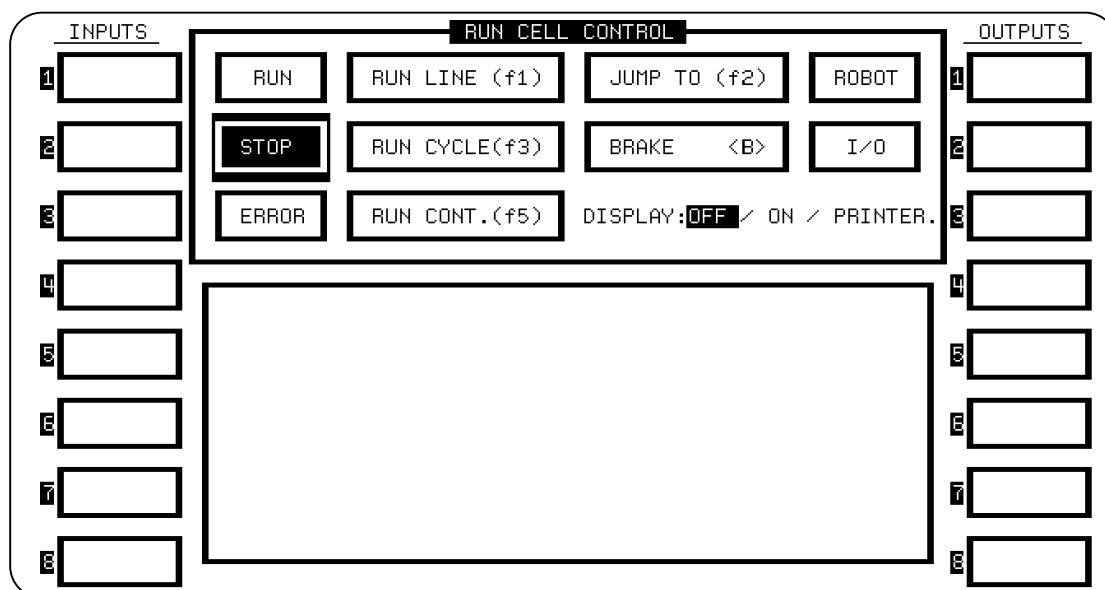 INPUTS RUN CELL CONTROL OUTPUTS
1 RUN RUN LINE (f1) JUMP TO (f2) ROBOT 1
2 STOP RUN CYCLE(f3) BRAKE <B> I/O 2
3 ERROR RUN CONT.(f5) DISPLAY:OFF / ON / PRINTER. 3
4 4
5 5
6 6
7 7
8 8